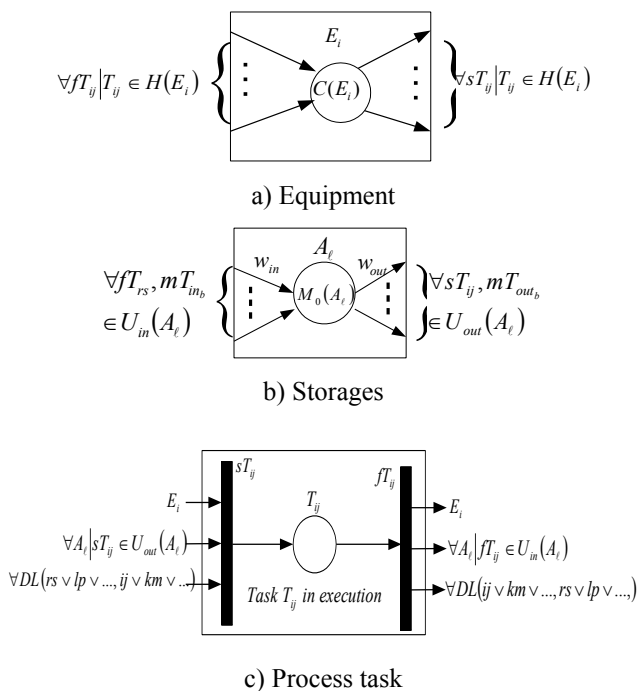 E_i
∀fT_ij|T_ij ∈ H(E_i)
C(E_i)
∀sT_ij|T_ij ∈ H(E_i)
a) Equipment
A_ℓ
w_in
w_out
∀fT_rs, mT_in_b
∈ U_in(A_ℓ)
M_0(A_ℓ)
∀sT_ij, mT_out_b
∈ U_out(A_ℓ)
b) Storages
sT_ij
T_ij
fT_ij
E_i
E_i
∀A_ℓ|sT_ij ∈ U_out(A_ℓ)
∀A_ℓ|fT_ij ∈ U_in(A_ℓ)
∀DL(rs ∨ lp ∨ ..., ij ∨ km ∨ ...)
Task T_ij in execution
∀DL(ij ∨ km ∨ ..., rs ∨ lp ∨ ...,)
c) Process task